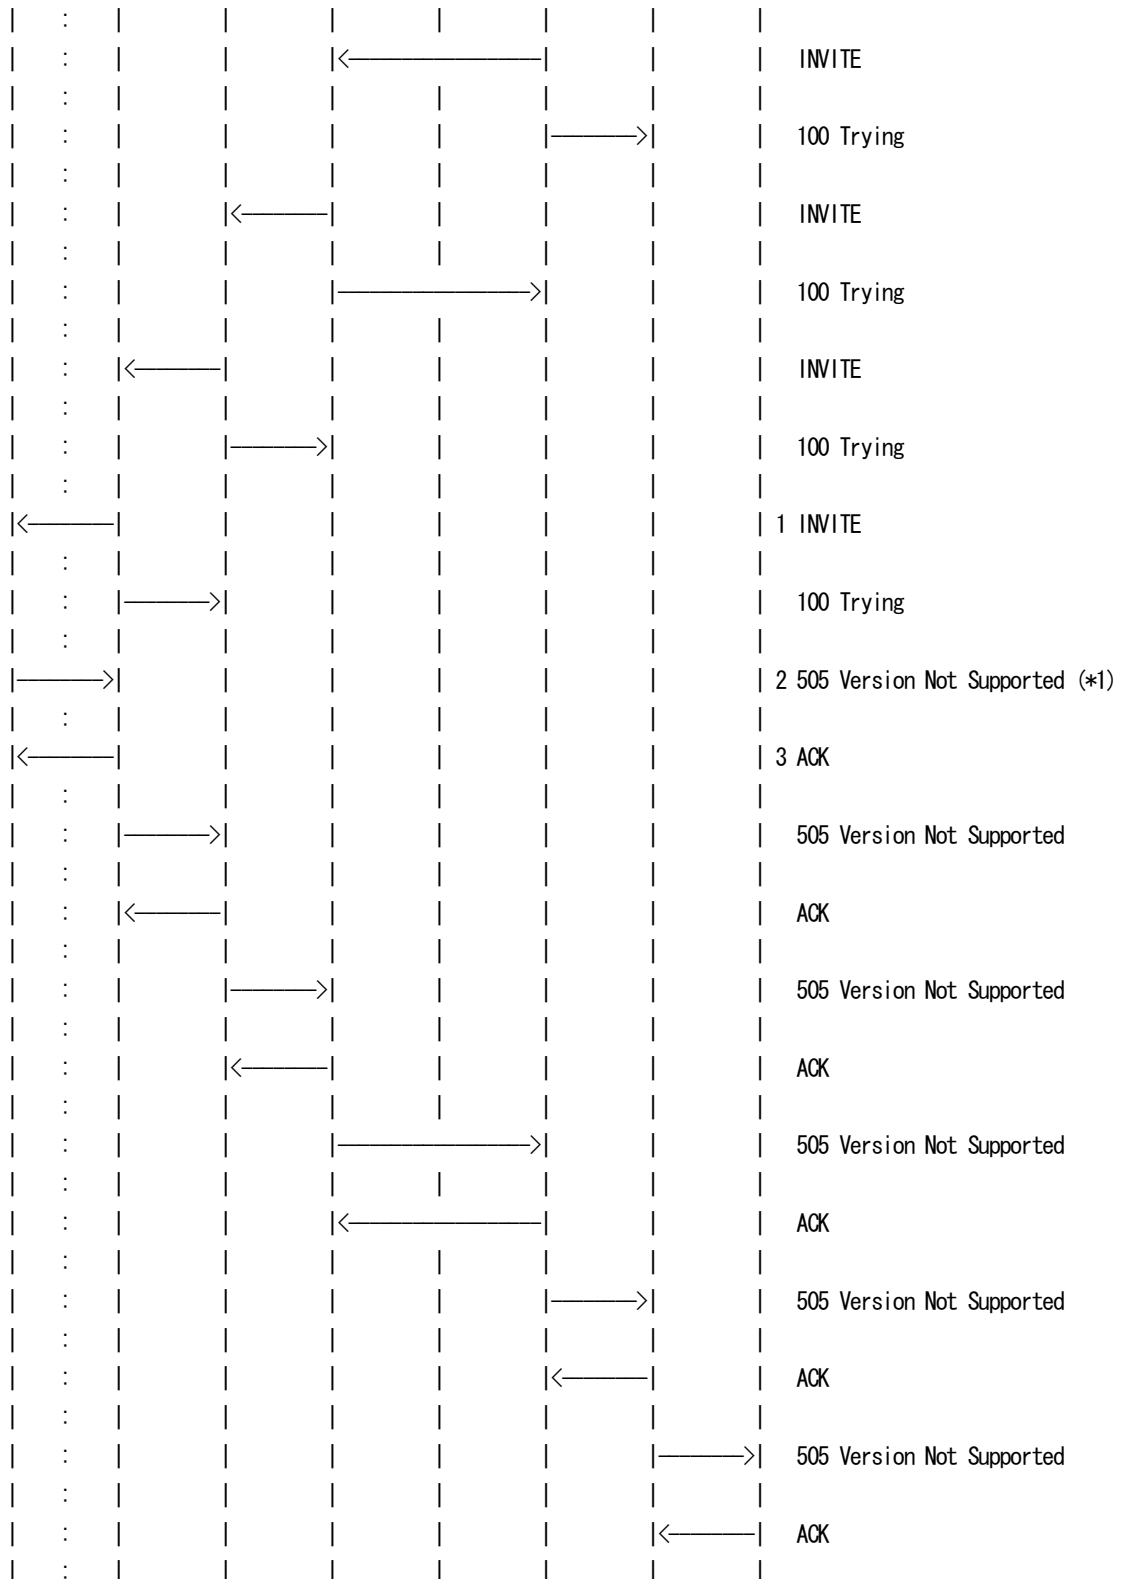 INVITE
100 Trying
INVITE
100 Trying
INVITE
100 Trying
1 INVITE
100 Trying
2 505 Version Not Supported (*1)
3 ACK
505 Version Not Supported
ACK
505 Version Not Supported
ACK
505 Version Not Supported
ACK
505 Version Not Supported
ACK
505 Version Not Supported
ACK